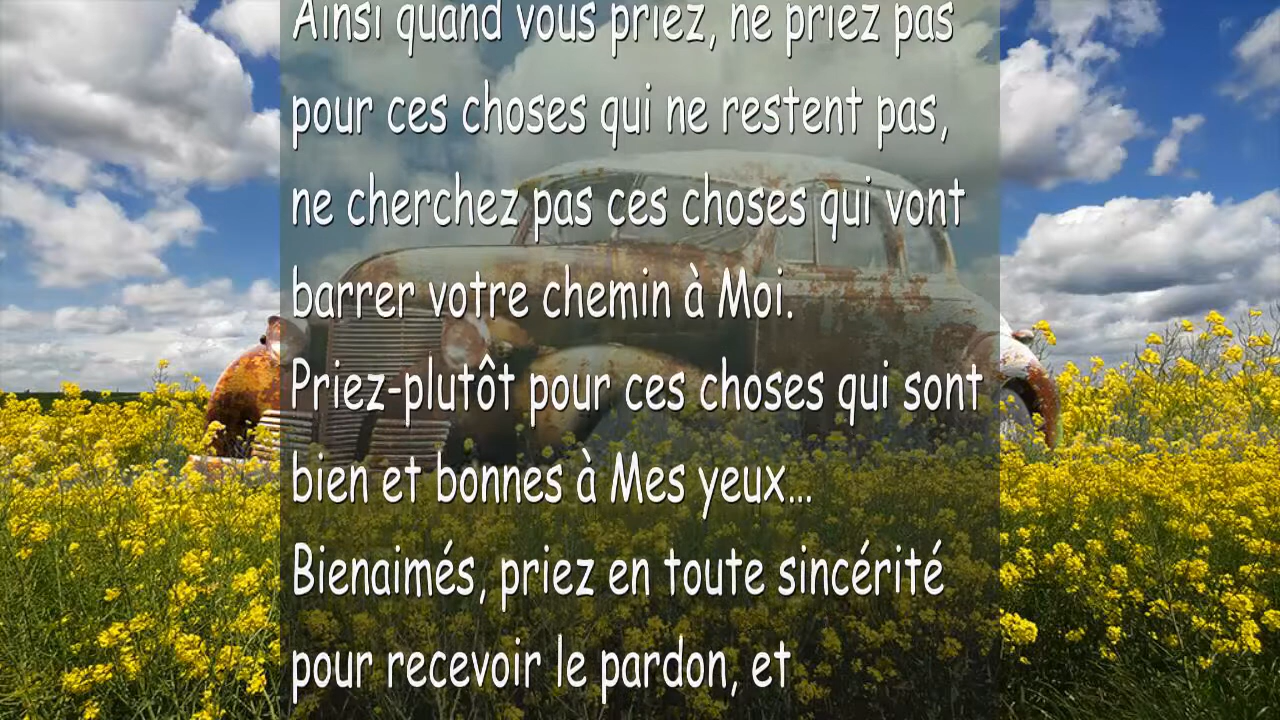 Ainsi quand vous priez, ne priez pas
pour ces choses qui ne restent pas,
ne cherchez pas ces choses qui vont
barrer votre chemin à Moi.
Priez-plutôt pour ces choses qui sont
bien et bonnes à Mes yeux...
Bienaimés, priez en toute sincérité
pour recevoir le pardon, et